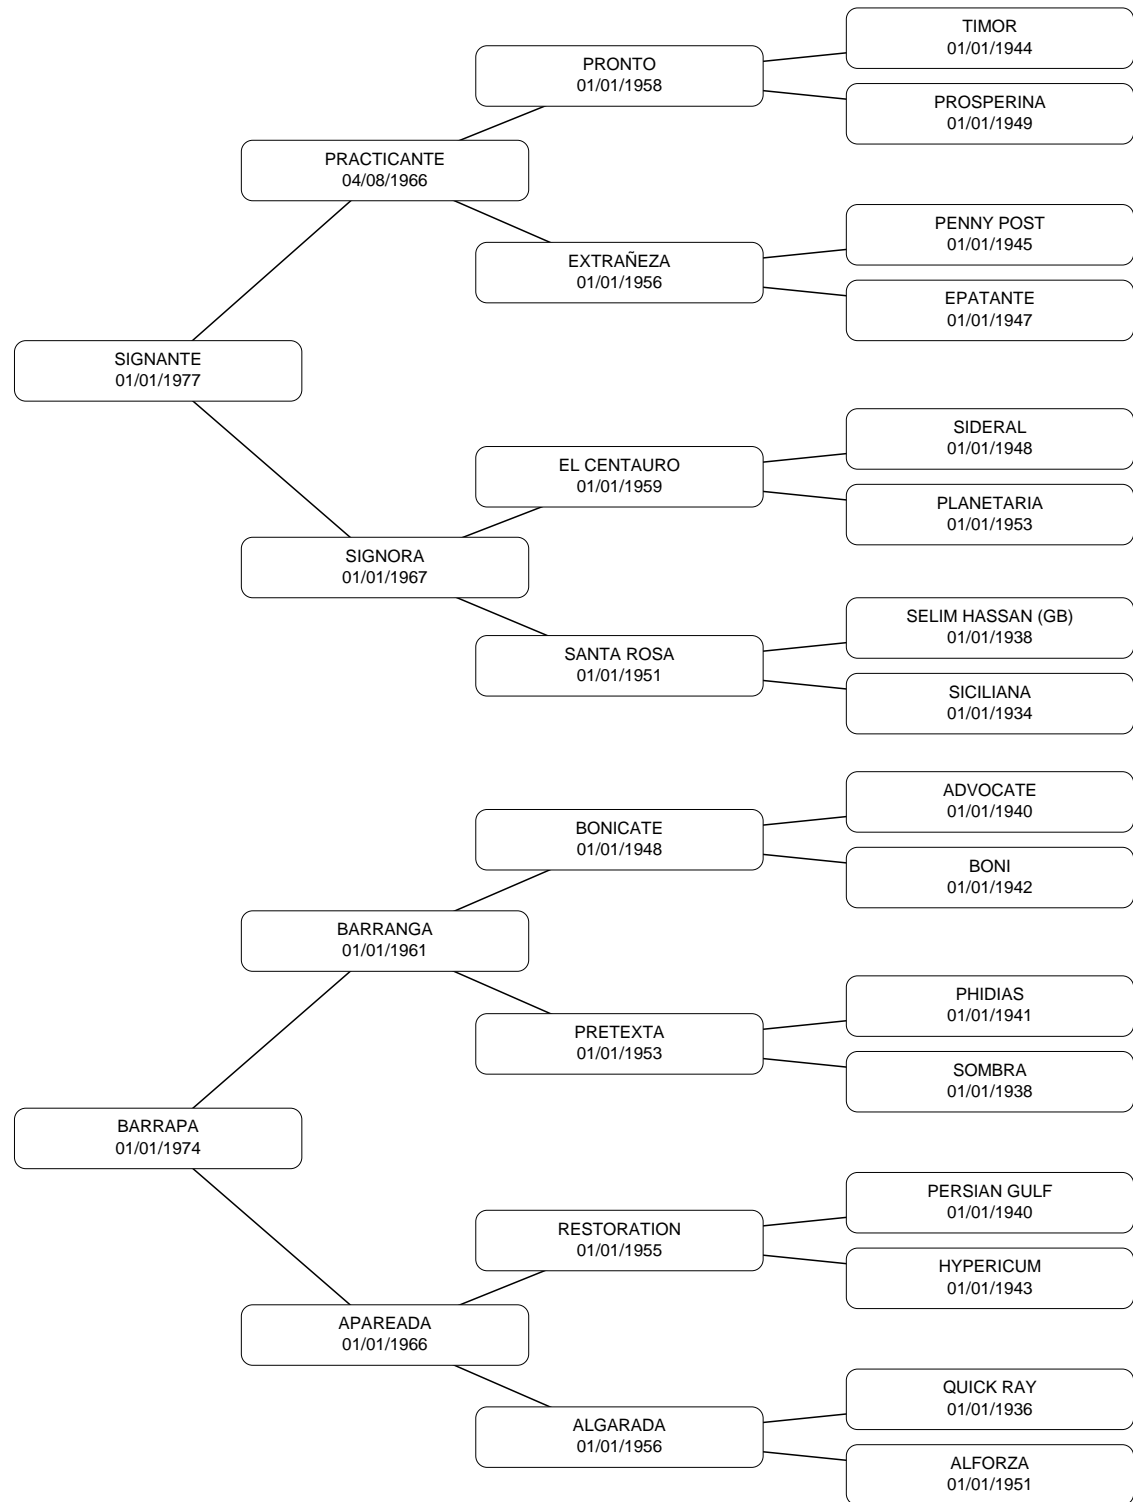 TIMOR
01/01/1944
PRONTO
01/01/1958
PROSPERINA
01/01/1949
PRACTICANTE
04/08/1966
PENNY POST
01/01/1945
EXTRAÑEZA
01/01/1956
EPATANTE
01/01/1947
SIGNANTE
01/01/1977
SIDERAL
01/01/1948
EL CENTAURO
01/01/1959
PLANETARIA
01/01/1953
SIGNORA
01/01/1967
SELIM HASSAN (GB)
01/01/1938
SANTA ROSA
01/01/1951
SICILIANA
01/01/1934
ADVOCATE
01/01/1940
BONICATE
01/01/1948
BONI
01/01/1942
BARRANGA
01/01/1961
PHIDIAS
01/01/1941
PRETEXTA
01/01/1953
SOMBRA
01/01/1938
BARRAPA
01/01/1974
PERSIAN GULF
01/01/1940
RESTORATION
01/01/1955
HYPERICUM
01/01/1943
APAREADA
01/01/1966
QUICK RAY
01/01/1936
ALGARADA
01/01/1956
ALFORZA
01/01/1951